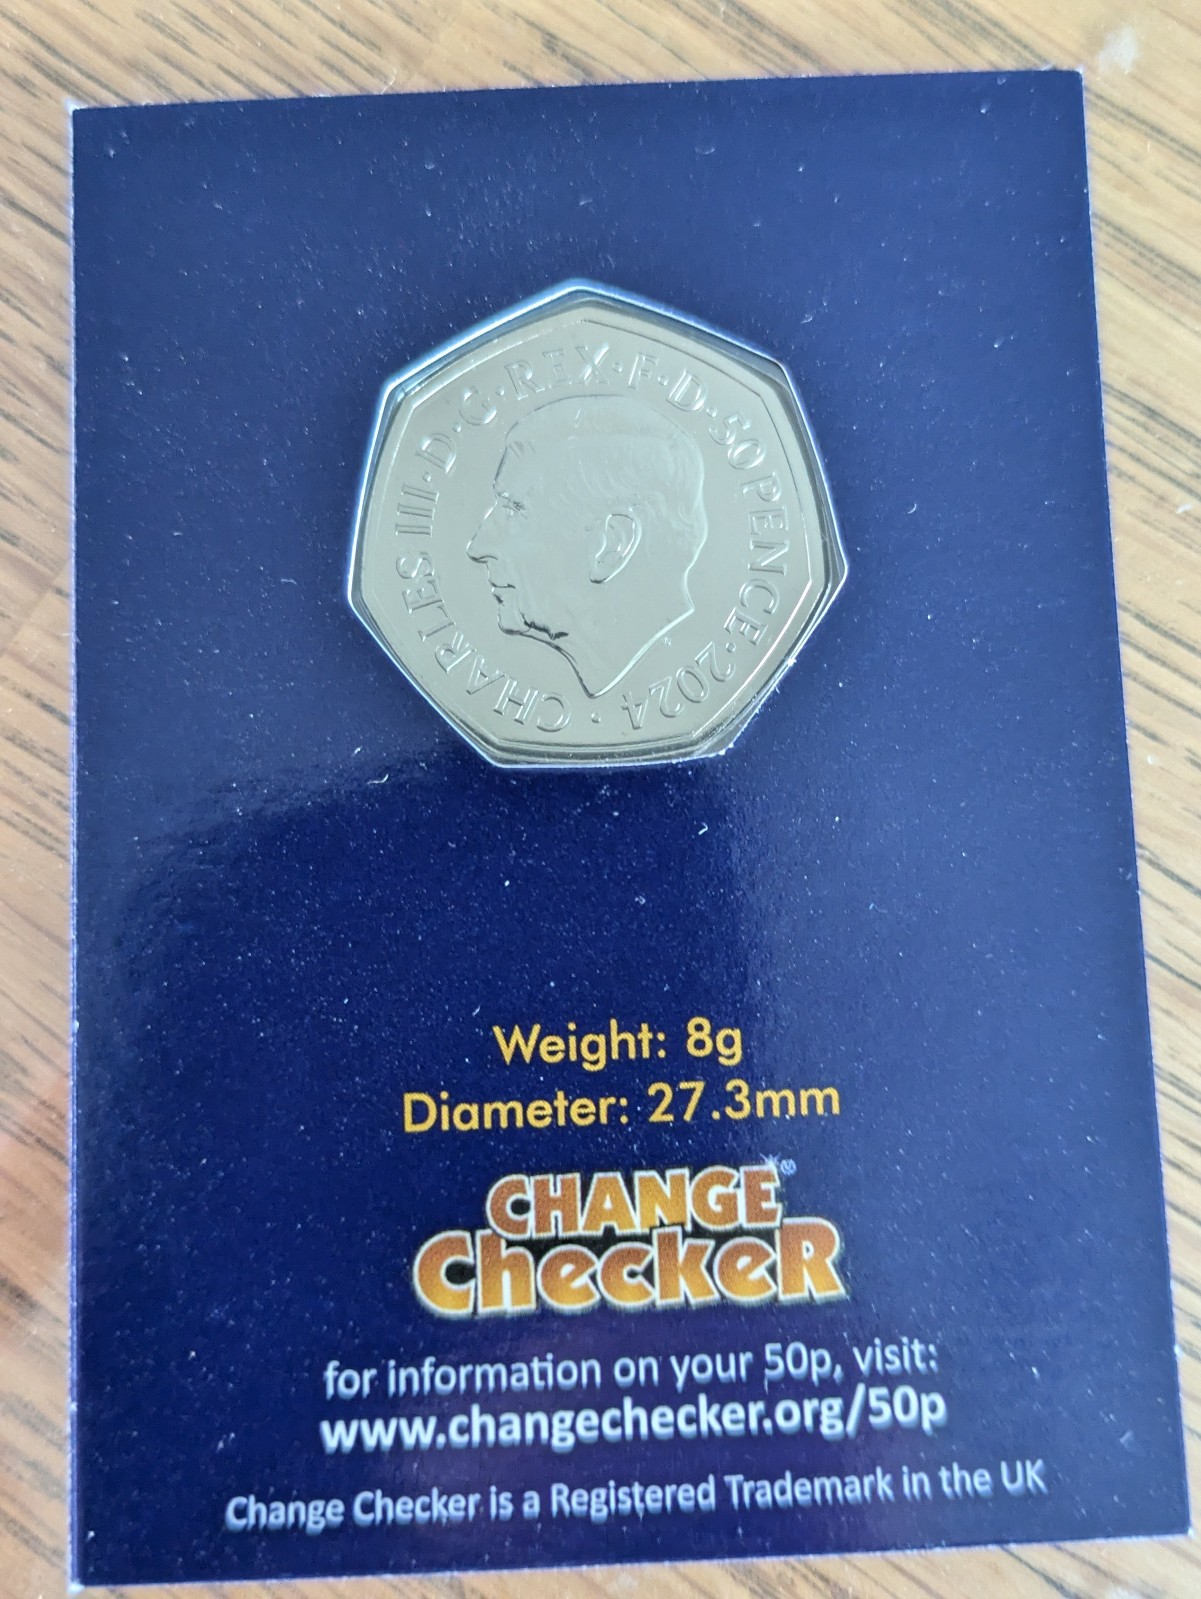 CHARLES III · D · G · REX · F · D · 50 PENCE · 2024 ·
Weight: 8g
Diameter: 27.3mm
CHANGE®
CheckeR
for information on your 50p, visit:
www.changechecker.org/50p
Change Checker is a Registered Trademark in the UK